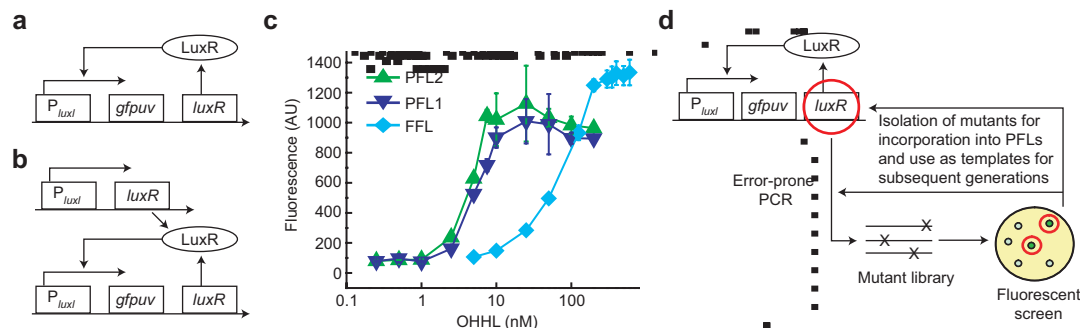 a
LuxR
P luxI
gfpuv
luxR
b
P luxI
luxR
LuxR
P luxI
gfpuv
luxR
c
Fluorescence (AU)
1400
1200
1000
800
600
400
200
0
PFL2
PFL1
FFL
0.1
1
10
100
OHHL (nM)
d
LuxR
P luxI
gfpuv
luxR
Isolation of mutants for
incorporation into PFLs
and use as templates for
subsequent generations
Error-prone
PCR
Mutant library
Fluorescent
screen